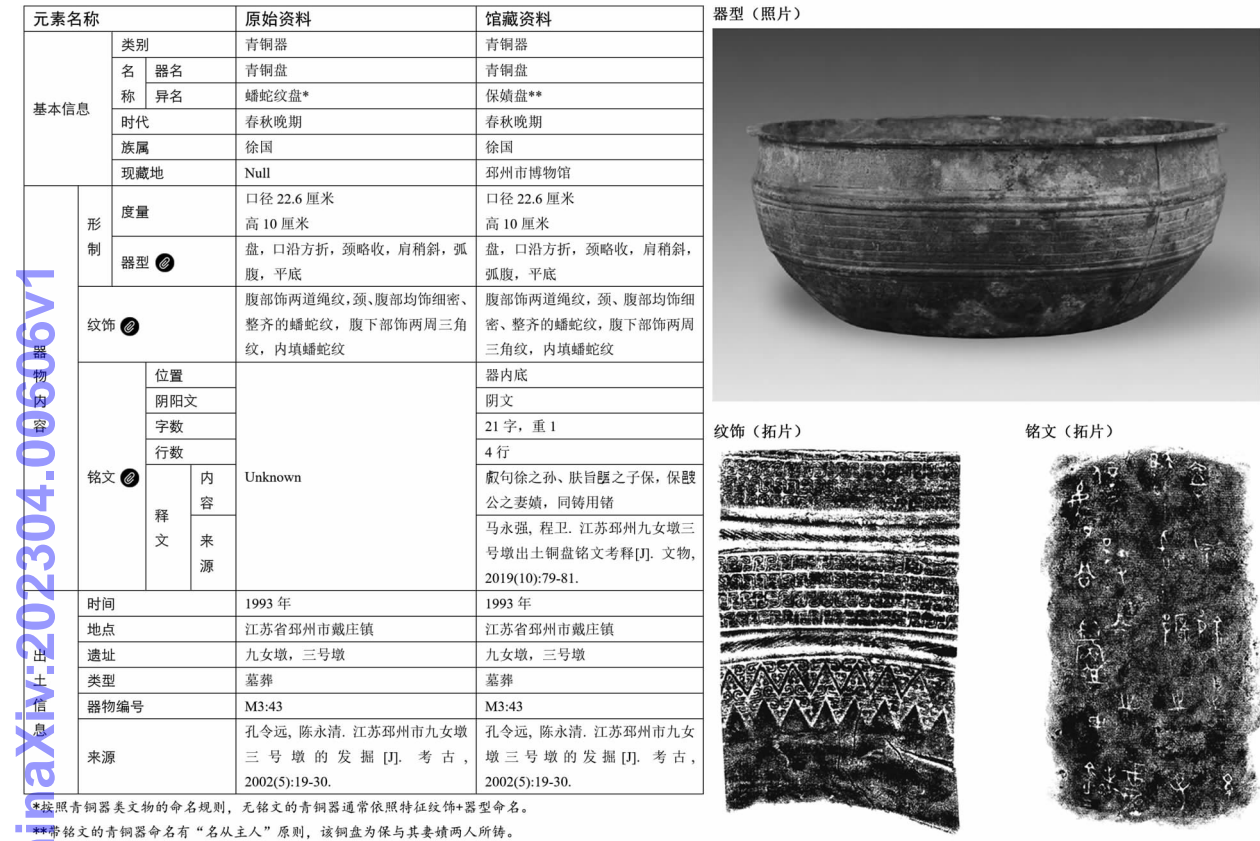 元素名称 原始资料 馆藏资料
基本信息 类别 青铜器 青铜器
名称 器名 青铜盘 青铜盘
异名 蟠蛇纹盘* 保媜盘**
时代 春秋晚期 春秋晚期
族属 徐国 徐国
现藏地 Null 邳州市博物馆
器物内容 形制 度量
口径 22.6 厘米
高 10 厘米
口径 22.6 厘米
高 10 厘米
器型
盘，口沿方折，颈略收，肩稍斜，弧
腹，平底
盘，口沿方折，颈略收，肩稍斜，
弧腹，平底
纹饰
腹部饰两道绳纹，颈、腹部均饰细密、
整齐的蟠蛇纹，腹下部饰两周三角
纹，内填蟠蛇纹
腹部饰两道绳纹，颈、腹部均饰细
密、整齐的蟠蛇纹，腹下部饰两周
三角纹，内填蟠蛇纹
铭文 位置 Unknown 器内底
阴阳文 阴文
字数 21 字，重 1
行数 4 行
释文 内容
句徐之孙、肤旨之子保，保
公之妻媜，同铸用锗
来源
马永强, 程卫. 江苏邳州九女墩三
号墩出土铜盘铭文考释[J]. 文物,
2019(10):79-81.
出土信息 时间 1993 年 1993 年
地点 江苏省邳州市戴庄镇 江苏省邳州市戴庄镇
遗址 九女墩，三号墩 九女墩，三号墩
类型 墓葬 墓葬
器物编号 M3:43 M3:43
来源
孔令远, 陈永清. 江苏邳州市九女墩
三号墩的发掘[J]. 考古,
2002(5):19-30.
孔令远, 陈永清. 江苏邳州市九女
墩三号墩的发掘[J]. 考古,
2002(5):19-30.
*按照青铜器类文物的命名规则，无铭文的青铜器通常依照特征纹饰+器型命名。
**带铭文的青铜器命名有“名从主人”原则，该铜盘为保与其妻媜两人所铸。
器型（照片）
纹饰（拓片）
铭文（拓片）
inaXiv:202304.00606v1